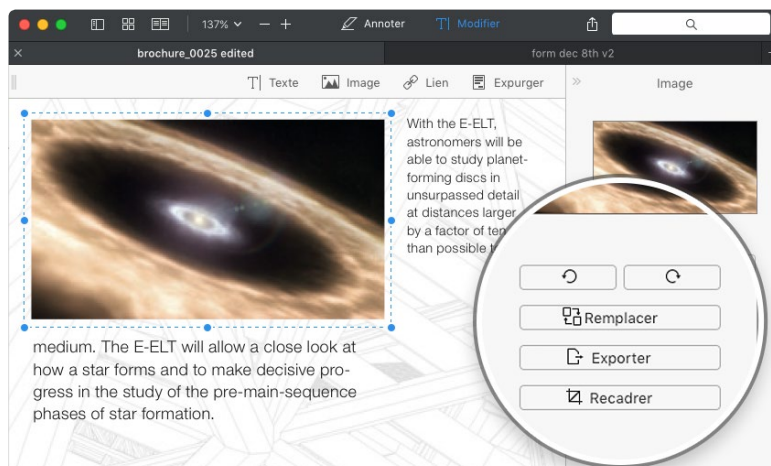 137% Annoter T| Modifier
brochure_0025 edited
form dec 8th v2
Texte Image Lien Expurger
Image
With the E-ELT,
astronomers will be
able to study planet-
forming discs in
unsurpassed detail
at distances larger
by a factor of ten
than possible
medium. The E-ELT will allow a close look at
how a star forms and to make decisive pro-
gress in the study of the pre-main-sequence
phases of star formation.
Remplacer
Exporter
Recadrer